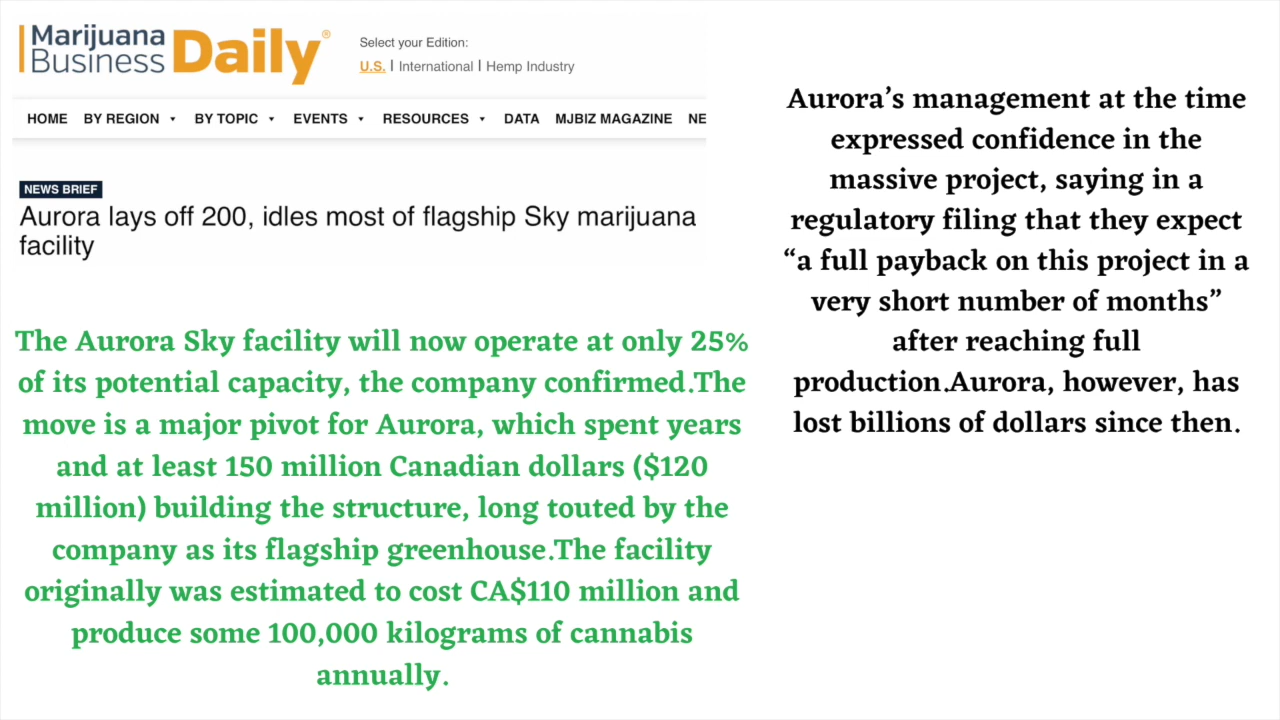 Marijuana
Business Daily®
Select your Edition:
U.S. | International | Hemp Industry
HOME BY REGION BY TOPIC EVENTS RESOURCES DATA MJBIZ MAGAZINE NE
NEWS BRIEF
Aurora lays off 200, idles most of flagship Sky marijuana
facility
The Aurora Sky facility will now operate at only 25%
of its potential capacity, the company confirmed.The
move is a major pivot for Aurora, which spent years
and at least 150 million Canadian dollars ($120
million) building the structure, long touted by the
company as its flagship greenhouse.The facility
originally was estimated to cost CA$110 million and
produce some 100,000 kilograms of cannabis
annually.
Aurora’s management at the time
expressed confidence in the
massive project, saying in a
regulatory filing that they expect
“a full payback on this project in a
very short number of months”
after reaching full
production.Aurora, however, has
lost billions of dollars since then.